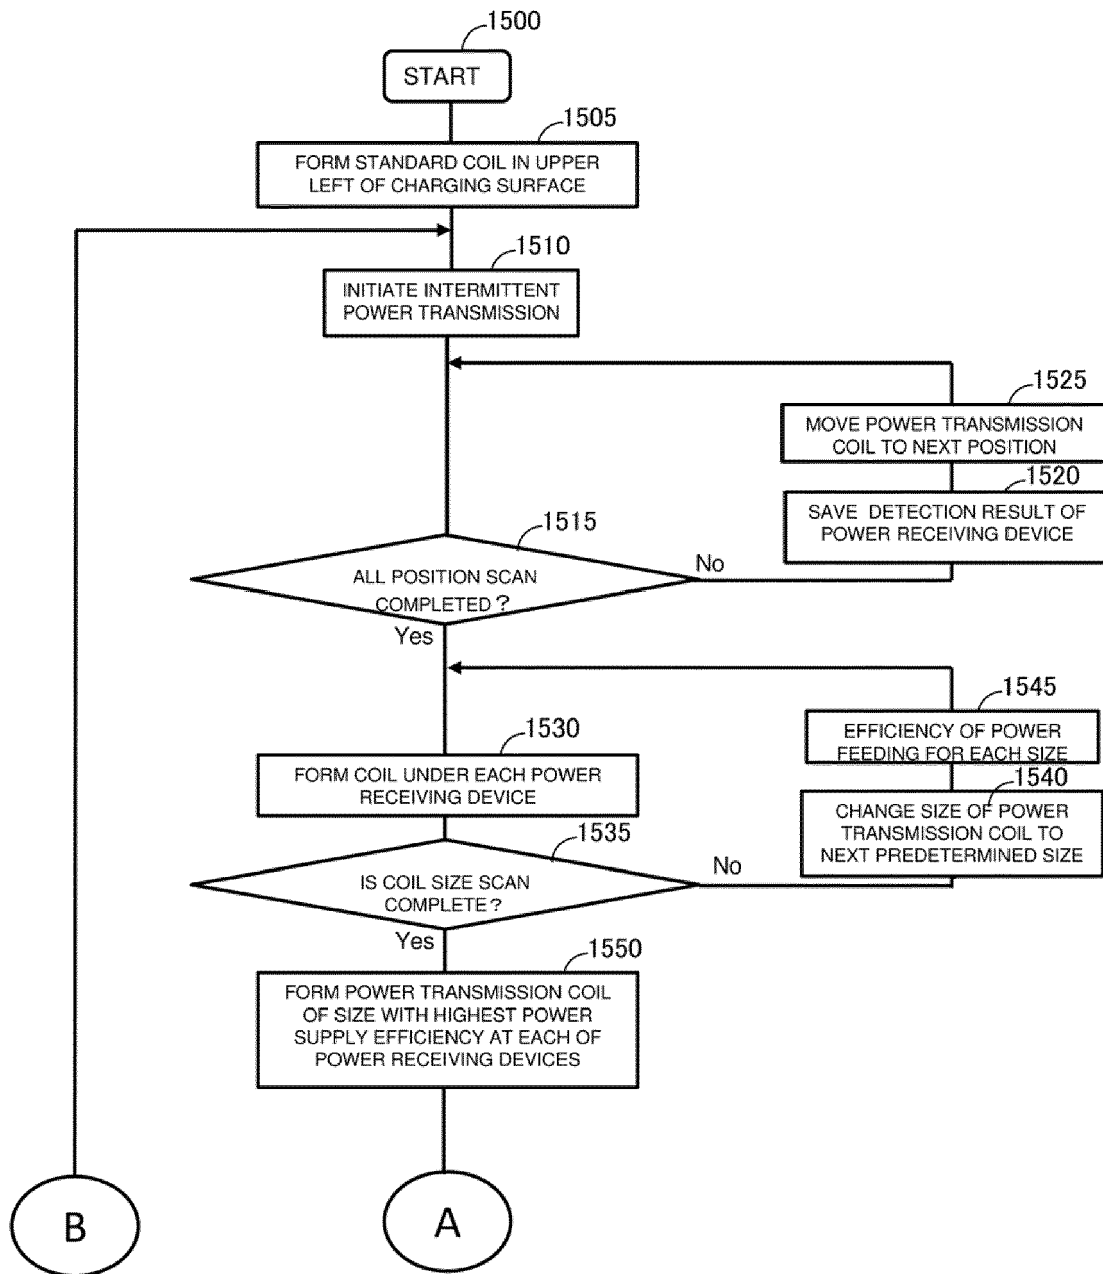 1500
START
1505
FORM STANDARD COIL IN UPPER
LEFT OF CHARGING SURFACE
1510
INITIATE INTERMITTENT
POWER TRANSMISSION
1525
MOVE POWER TRANSMISSION
COIL TO NEXT POSITION
1520
SAVE DETECTION RESULT OF
POWER RECEIVING DEVICE
1515
ALL POSITION SCAN
COMPLETED?
No
Yes
1545
EFFICIENCY OF POWER
FEEDING FOR EACH SIZE
1530
FORM COIL UNDER EACH POWER
RECEIVING DEVICE
1540
CHANGE SIZE OF POWER
TRANSMISSION COIL TO
NEXT PREDETERMINED SIZE
1535
IS COIL SIZE SCAN
COMPLETE?
No
Yes
1550
FORM POWER TRANSMISSION COIL
OF SIZE WITH HIGHEST POWER
SUPPLY EFFICIENCY AT EACH OF
POWER RECEIVING DEVICES
B
A